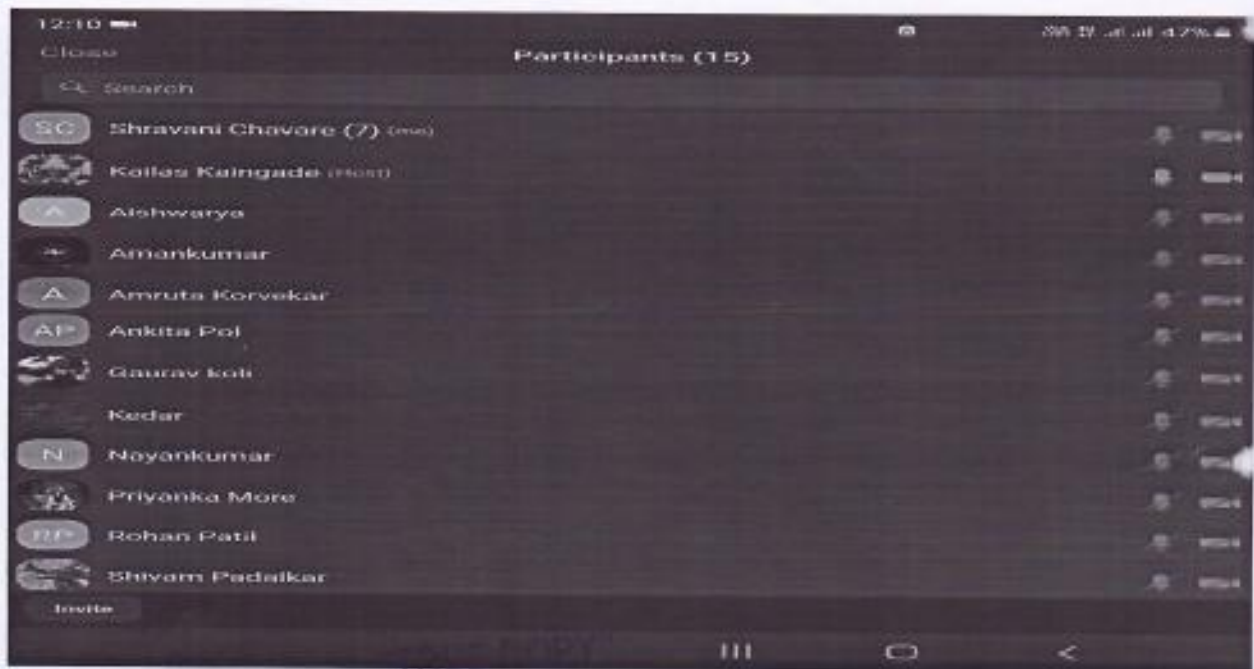 12:10
47%
Close
Participants (15)
Search
SC Shravani Chavare (7) (me)
Kailas Kaingade (Host)
A Aishwarya
Amankumar
A Amruta Korvekar
AP Ankita Pol
Gaurav koli
Kedar
N Nayankumar
Priyanka More
RP Rohan Patil
Shivam Padalkar
Invite